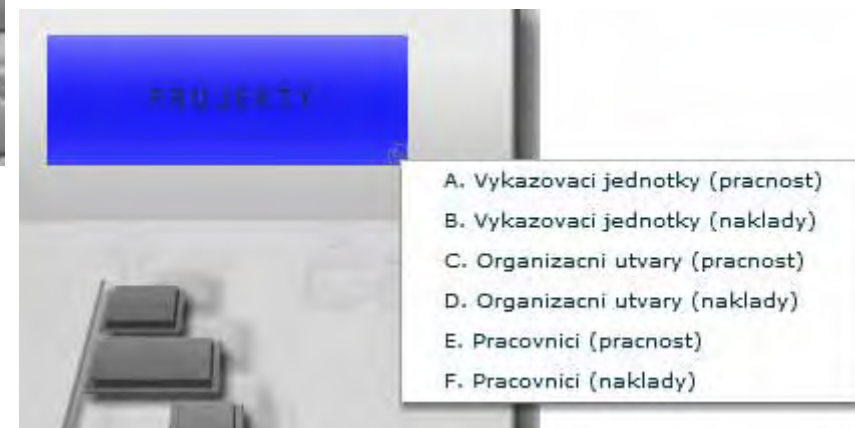 PROJEKTY
A. Vykazovaci jednotky (pracnost)
B. Vykazovaci jednotky (naklady)
C. Organizacni utvary (pracnost)
D. Organizacni utvary (naklady)
E. Pracovnici (pracnost)
F. Pracovnici (naklady)